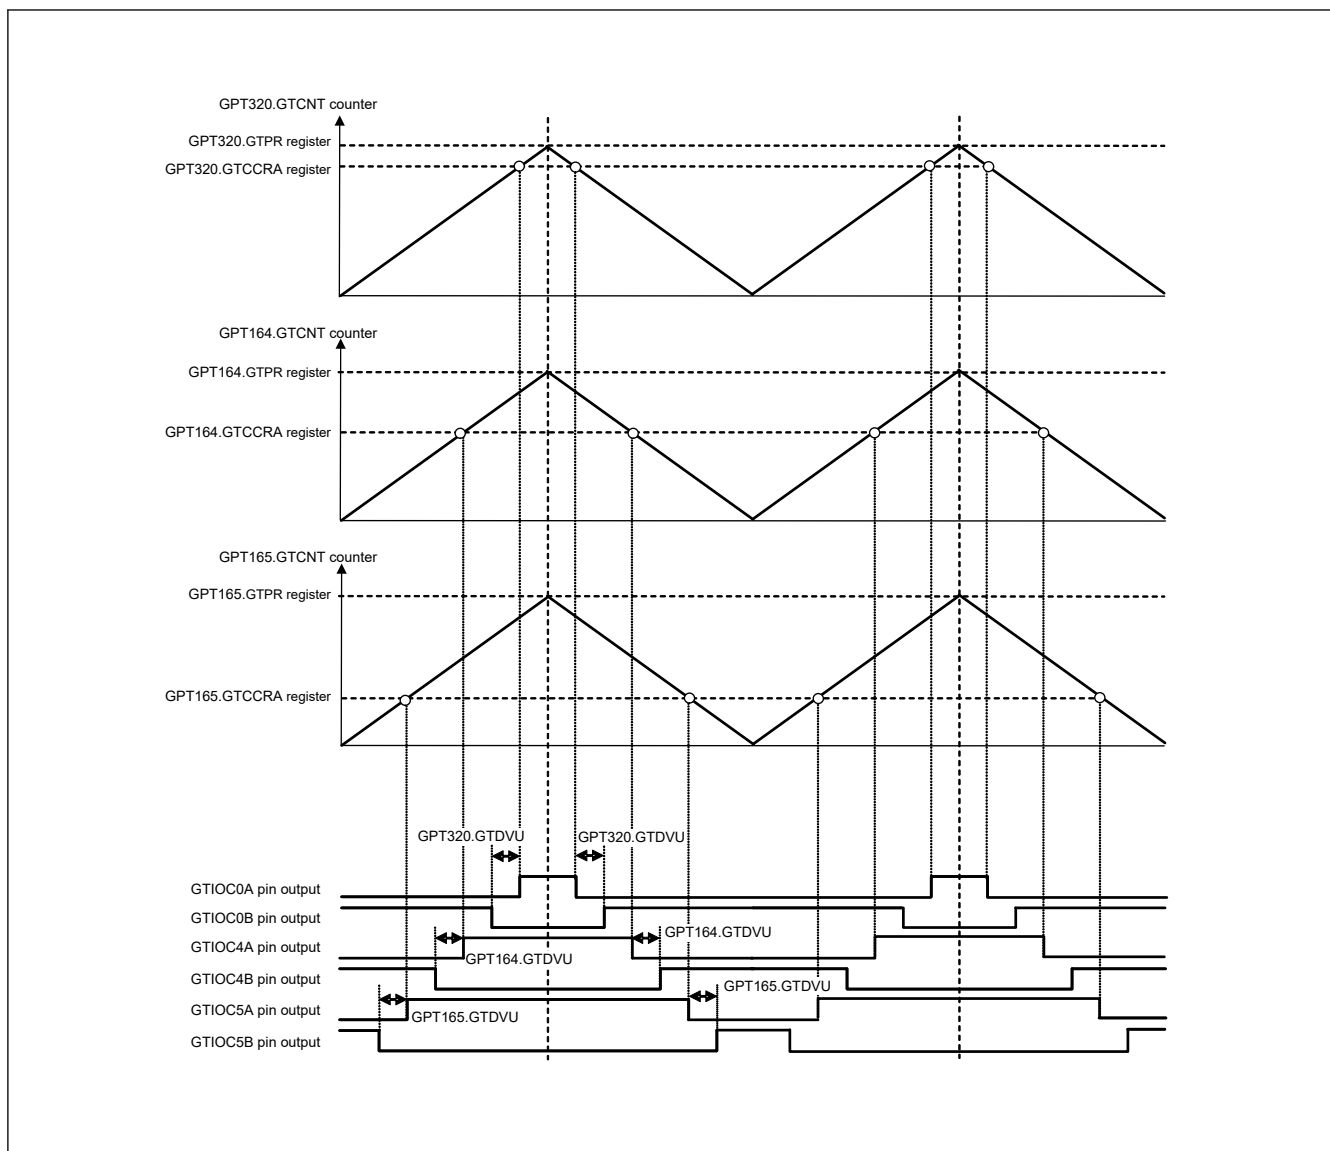 GPT320.GTCNT counter
GPT320.GTPR register
GPT320.GTCCRA register
GPT164.GTCNT counter
GPT164.GTPR register
GPT164.GTCCRA register
GPT165.GTCNT counter
GPT165.GTPR register
GPT165.GTCCRA register
GPT320.GTDVU
GPT320.GTDVU
GTIOC0A pin output
GTIOC0B pin output
GPT164.GTDVU
GTIOC4A pin output
GPT164.GTDVU
GTIOC4B pin output
GPT165.GTDVU
GTIOC5A pin output
GPT165.GTDVU
GTIOC5B pin output